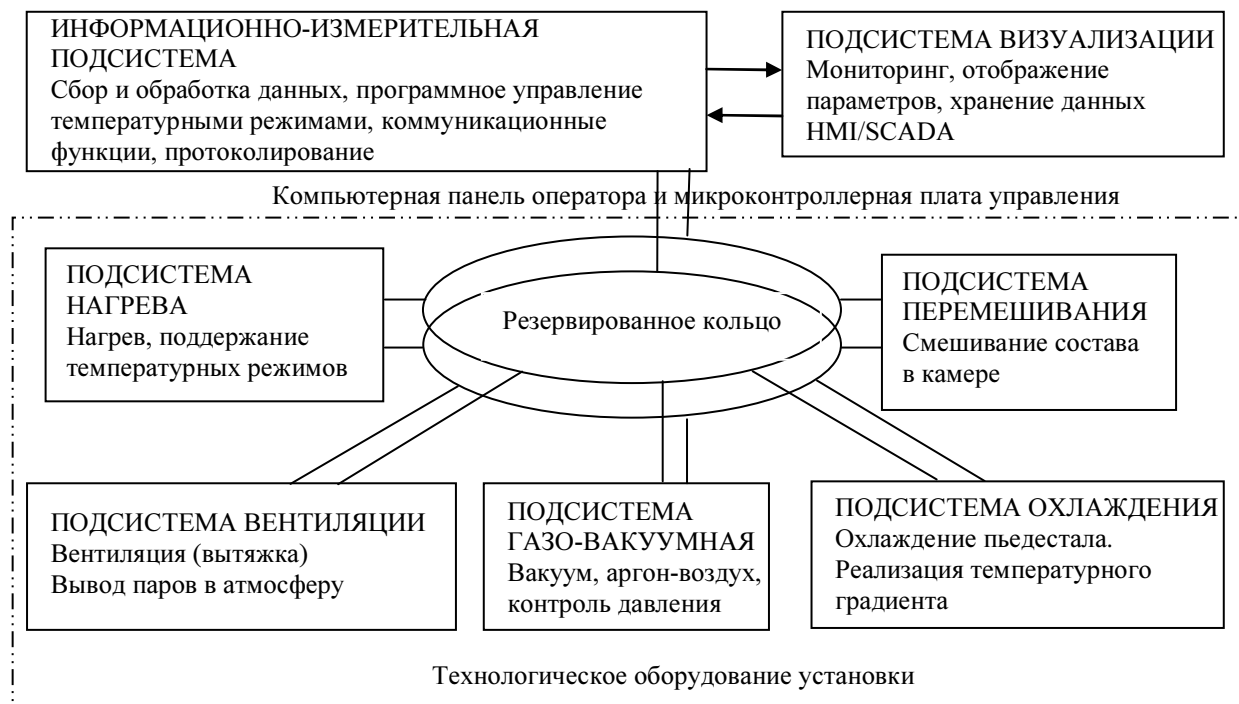 ИНФОРМАЦИОННО-ИЗМЕРИТЕЛЬНАЯ
ПОДСИСТЕМА
Сбор и обработка данных, программное управление
температурными режимами, коммуникационные
функции, протоколирование
ПОДСИСТЕМА ВИЗУАЛИЗАЦИИ
Мониторинг, отображение
параметров, хранение данных
HMI/SCADA
Компьютерная панель оператора и микроконтроллерная плата управления
ПОДСИСТЕМА
НАГРЕВА
Нагрев, поддержание
температурных режимов
Резервированное кольцо
ПОДСИСТЕМА
ПЕРЕМЕШИВАНИЯ
Смешивание состава
в камере
ПОДСИСТЕМА ВЕНТИЛЯЦИИ
Вентиляция (вытяжка)
Вывод паров в атмосферу
ПОДСИСТЕМА
ГАЗО-ВАКУУМНАЯ
Вакуум, аргон-воздух,
контроль давления
ПОДСИСТЕМА ОХЛАЖДЕНИЯ
Охлаждение пьедестала.
Реализация температурного
градиента
Технологическое оборудование установки